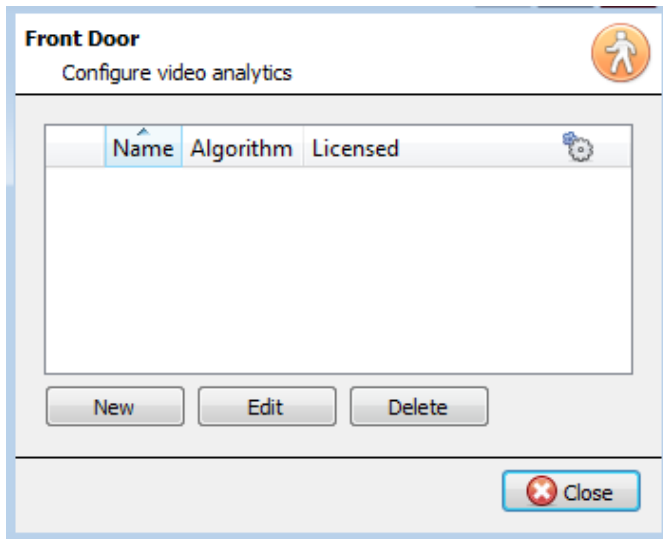 Front Door
Configure video analytics
Name Algorithm Licensed
New Edit Delete
Close